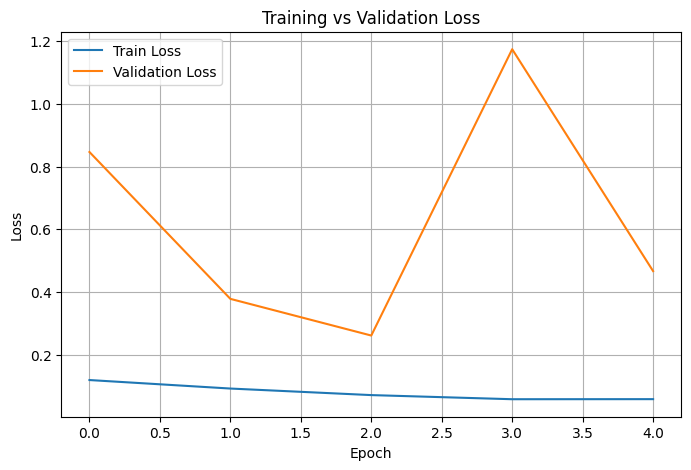 Training vs Validation Loss
Train Loss
Validation Loss
1.2
1.0
0.8
0.6
0.4
0.2
Loss
0.0 0.5 1.0 1.5 2.0 2.5 3.0 3.5 4.0
Epoch